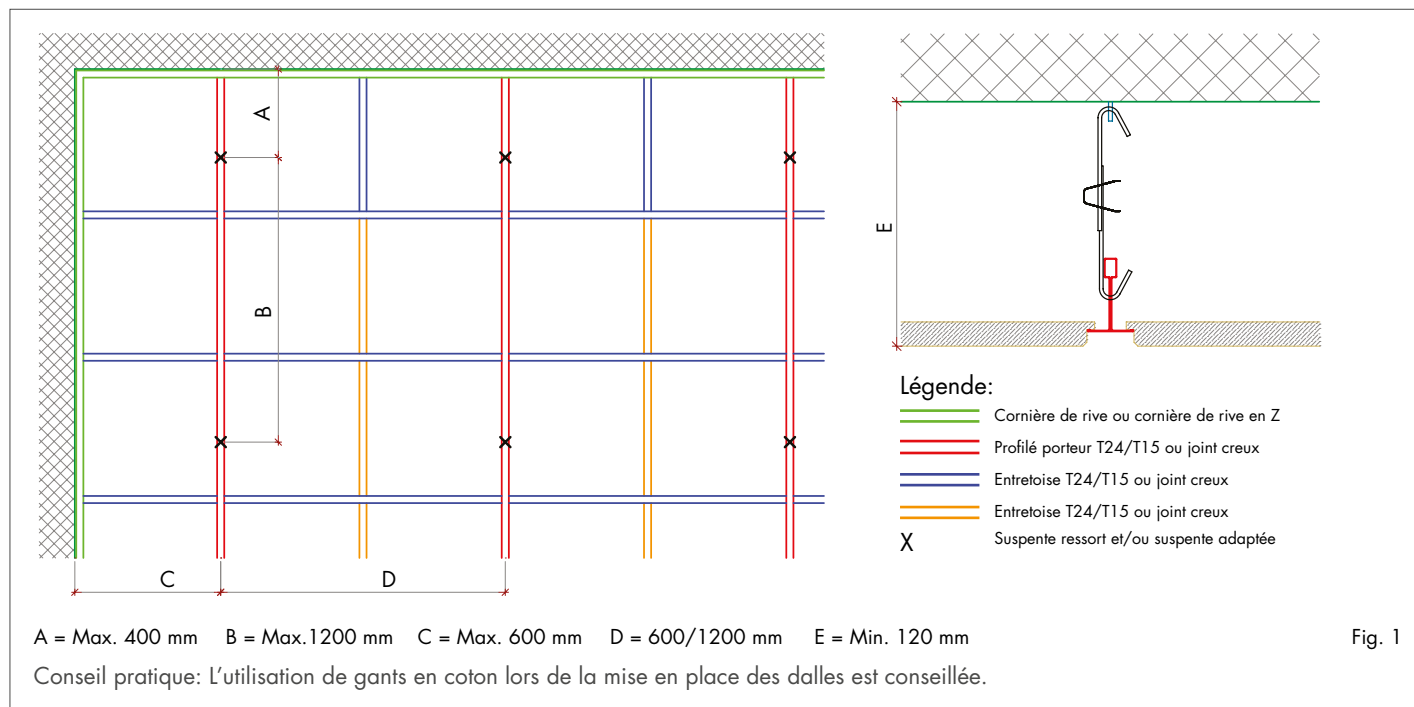 A
B
C
D
E
Légende:
Cornière de rive ou cornière de rive en Z
Profilé porteur T24/T15 ou joint creux
Entretoise T24/T15 ou joint creux
Entretoise T24/T15 ou joint creux
X Suspente ressort et/ou suspente adaptée
A = Max. 400 mm B = Max.1200 mm C = Max. 600 mm D = 600/1200 mm E = Min. 120 mm Fig. 1
Conseil pratique: L'utilisation de gants en coton lors de la mise en place des dalles est conseillée.